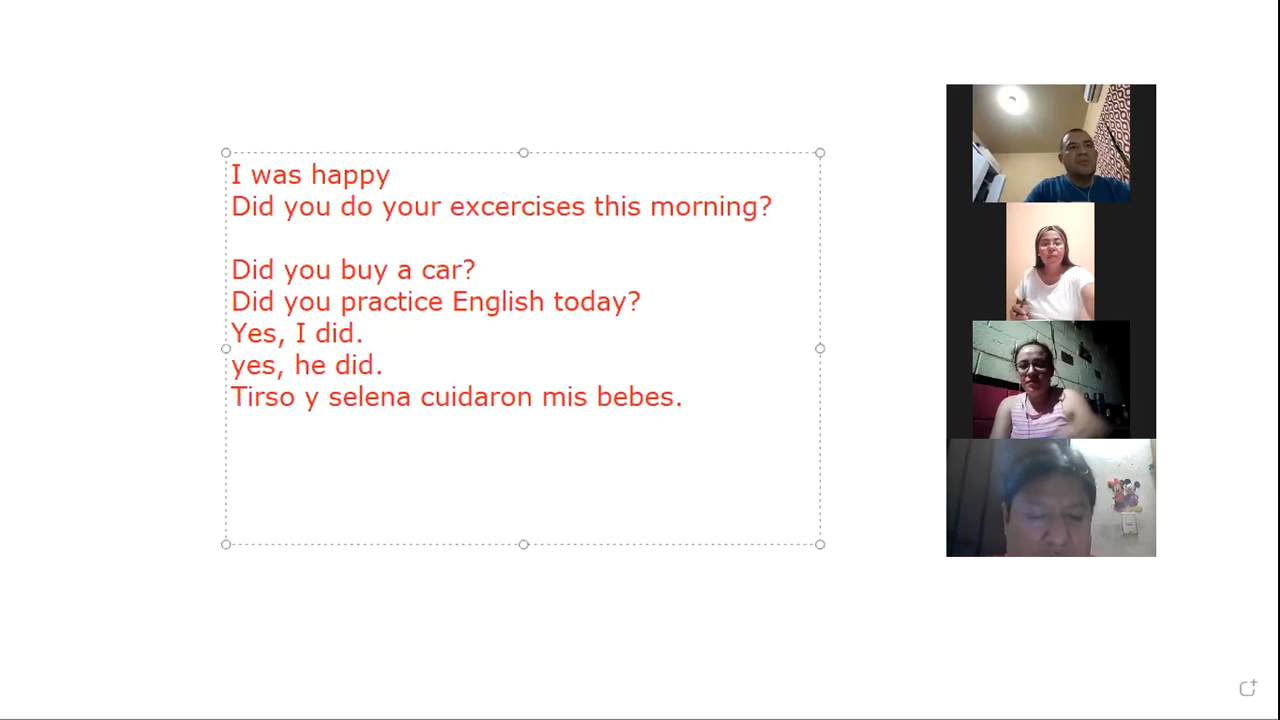 I was happy
Did you do your excercises this morning?
Did you buy a car?
Did you practice English today?
Yes, I did.
yes, he did.
Tirso y selena cuidaron mis bebes.